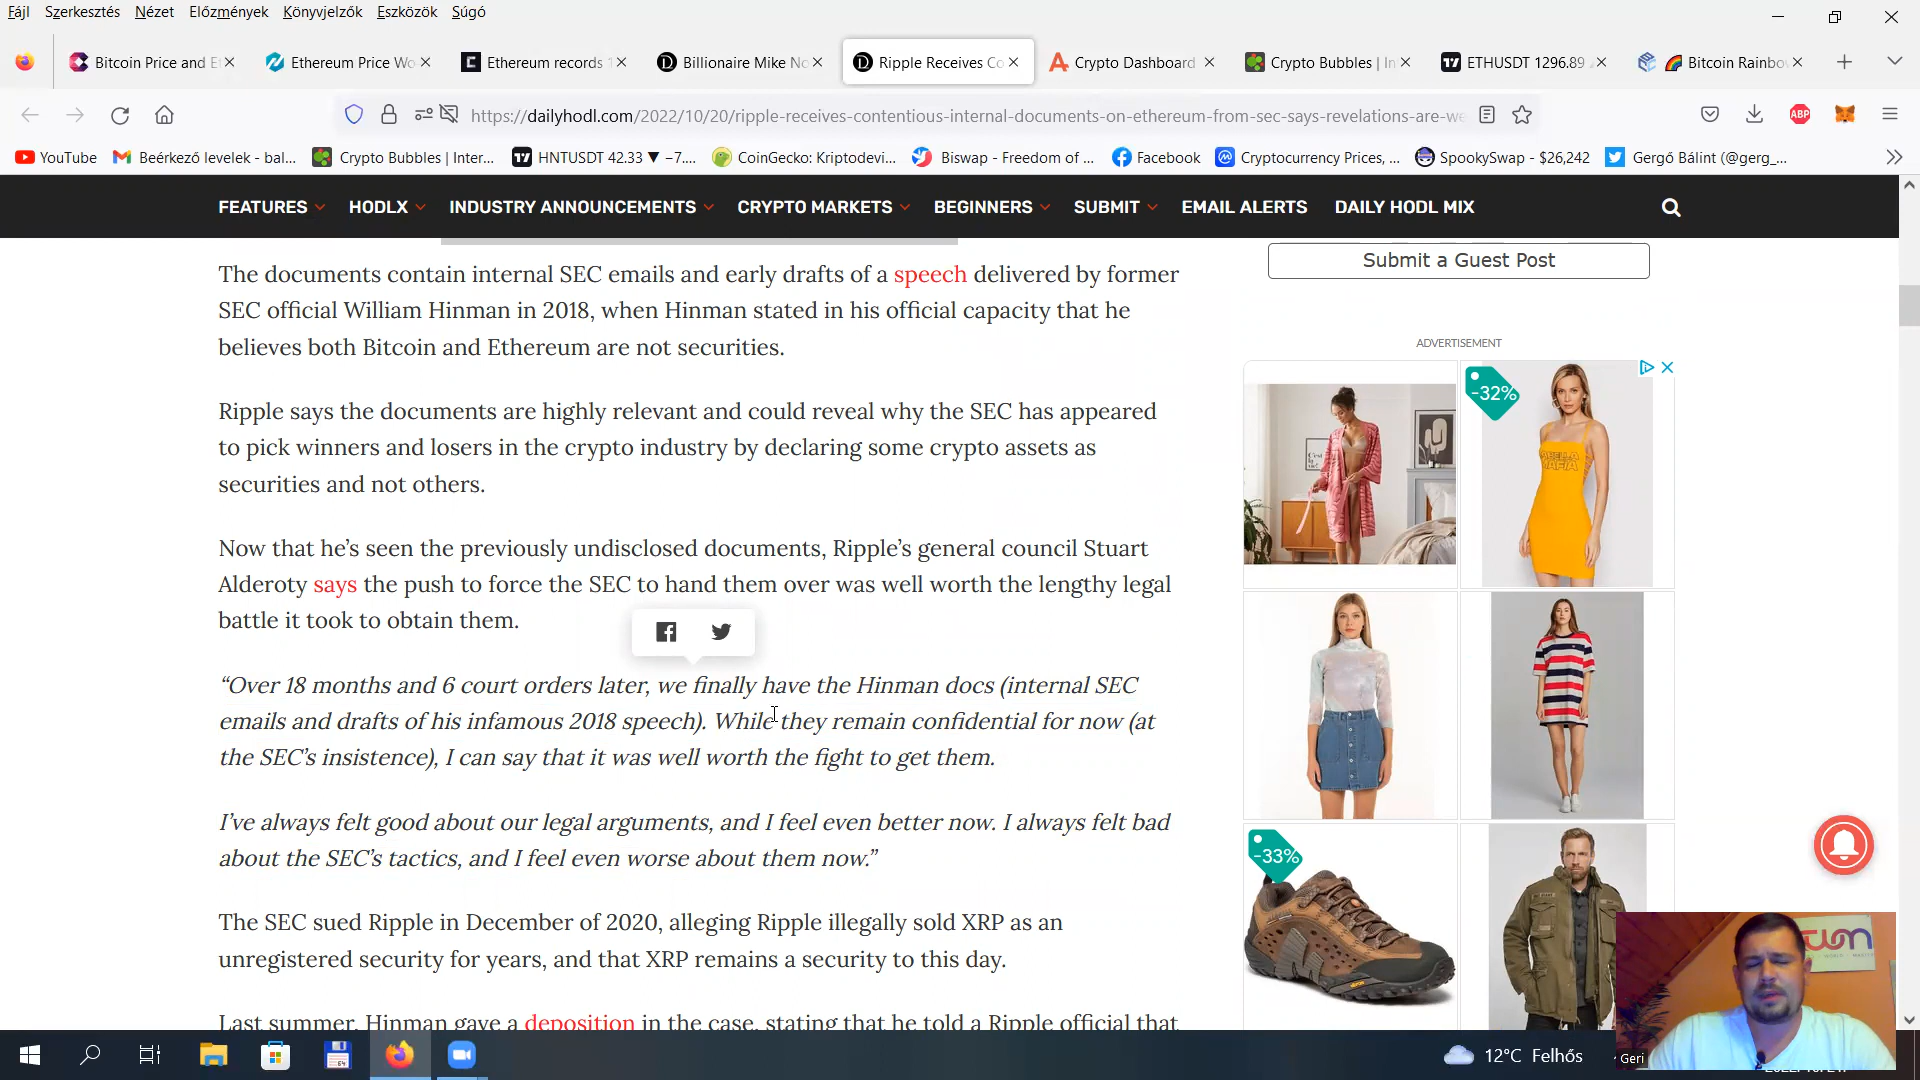 Fájl Szerkesztés Nézet Előzmények Könyvjelzők Eszközök Súgó
Bitcoin Price and E
Ethereum Price Wo
Ethereum records 1
Billionaire Mike No
Ripple Receives Co
Crypto Dashboard
Crypto Bubbles | In
ETHUSDT 1296.89
Bitcoin Rainbo
https://dailyhodl.com/2022/10/20/ripple-receives-contentious-internal-documents-on-ethereum-from-sec-says-revelations-are-we
ABP
YouTube
Beérkező levelek - bal...
Crypto Bubbles | Inter...
HNTUSDT 42.33 ▼ −7....
CoinGecko: Kriptodevi...
Biswap - Freedom of ...
Facebook
Cryptocurrency Prices, ...
SpookySwap - $26,242
Gergő Bálint (@gerg_...
FEATURES HODLX INDUSTRY ANNOUNCEMENTS CRYPTO MARKETS BEGINNERS SUBMIT EMAIL ALERTS DAILY HODL MIX
The documents contain internal SEC emails and early drafts of a speech delivered by former
SEC official William Hinman in 2018, when Hinman stated in his official capacity that he
believes both Bitcoin and Ethereum are not securities.
Ripple says the documents are highly relevant and could reveal why the SEC has appeared
to pick winners and losers in the crypto industry by declaring some crypto assets as
securities and not others.
Now that he’s seen the previously undisclosed documents, Ripple’s general council Stuart
Alderoty says the push to force the SEC to hand them over was well worth the lengthy legal
battle it took to obtain them.
“Over 18 months and 6 court orders later, we finally have the Hinman docs (internal SEC
emails and drafts of his infamous 2018 speech). While they remain confidential for now (at
the SEC’s insistence), I can say that it was well worth the fight to get them.
I’ve always felt good about our legal arguments, and I feel even better now. I always felt bad
about the SEC’s tactics, and I feel even worse about them now.”
The SEC sued Ripple in December of 2020, alleging Ripple illegally sold XRP as an
unregistered security for years, and that XRP remains a security to this day.
Last summer, Hinman gave a deposition in the case, stating that he told a Ripple official that
Submit a Guest Post
ADVERTISEMENT
-32%
-33%
12°C Felhős
Geri